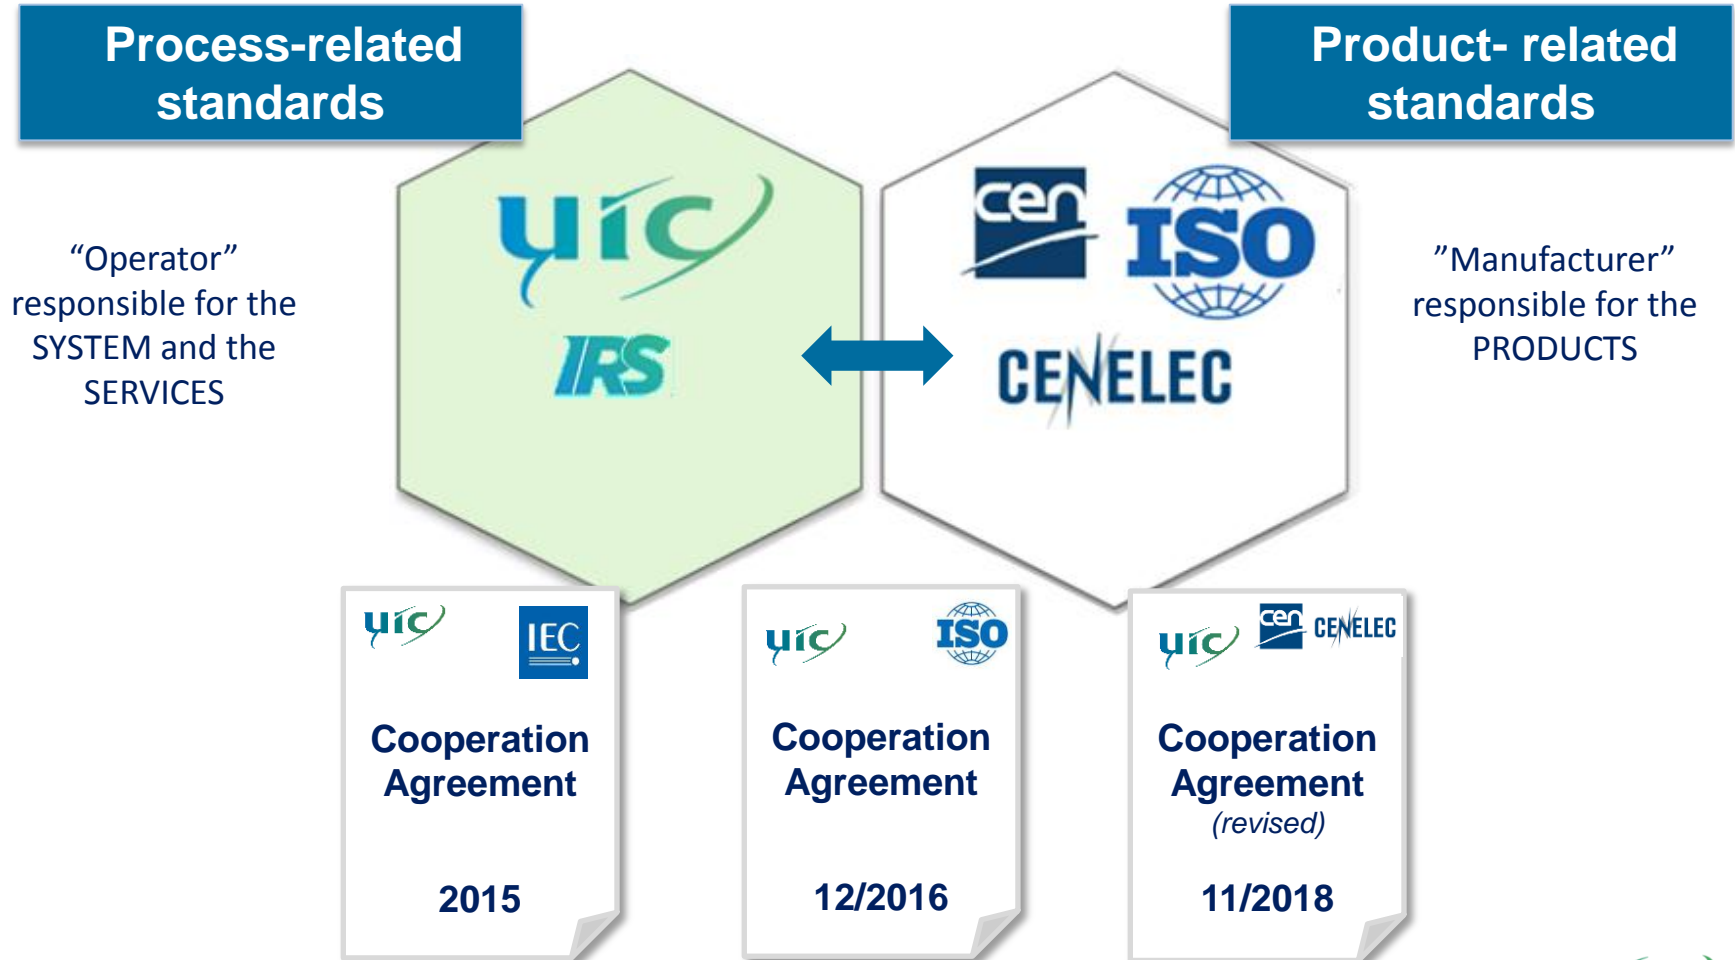 Process-related
standards
Product- related
standards
“Operator”
responsible for the
SYSTEM and the
SERVICES
uic
IRS
cen
ISO
CENELEC
”Manufacturer”
responsible for the
PRODUCTS
uic
IEC
Cooperation
Agreement
2015
uic
ISO
Cooperation
Agreement
12/2016
uic
cen
CENELEC
Cooperation
Agreement
(revised)
11/2018